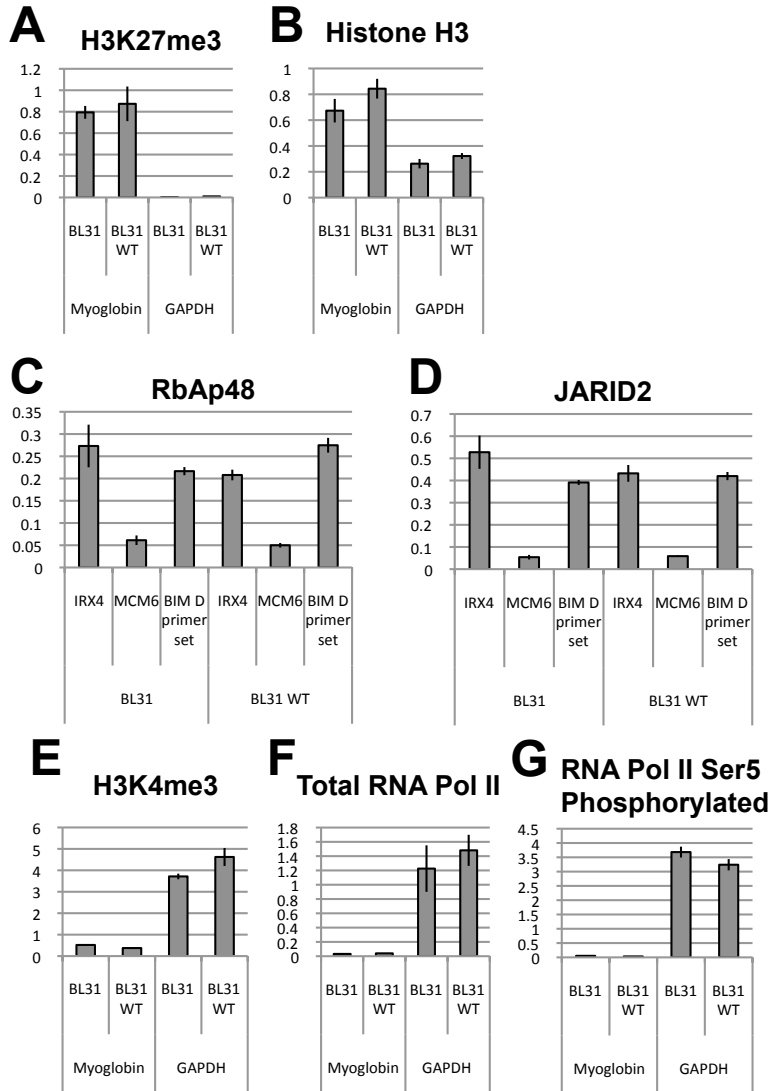 A H3K27me3
1.2
1
0.8
0.6
0.4
0.2
0
BL31 BL31 BL31 BL31
WT WT
Myoglobin GAPDH
B Histone H3
1
0.8
0.6
0.4
0.2
0
BL31 BL31 BL31 BL31
WT WT
Myoglobin GAPDH
C RbAp48
0.35
0.3
0.25
0.2
0.15
0.1
0.05
0
IRX4 MCM6 BIM D IRX4 MCM6 BIM D
primer primer
set set
BL31 BL31 WT
D JARID2
0.7
0.6
0.5
0.4
0.3
0.2
0.1
0
IRX4 MCM6 BIM D IRX4 MCM6 BIM D
primer primer
set set
BL31 BL31 WT
E H3K4me3
6
5
4
3
2
1
0
BL31 BL31 BL31 BL31
WT WT
Myoglobin GAPDH
F Total RNA Pol II
1.8
1.6
1.4
1.2
1
0.8
0.6
0.4
0.2
0
BL31 BL31 BL31 BL31
WT WT
Myoglobin GAPDH
G RNA Pol II Ser5
Phosphorylated
4.5
4
3.5
3
2.5
2
1.5
1
0.5
0
BL31 BL31 BL31 BL31
WT WT
Myoglobin GAPDH